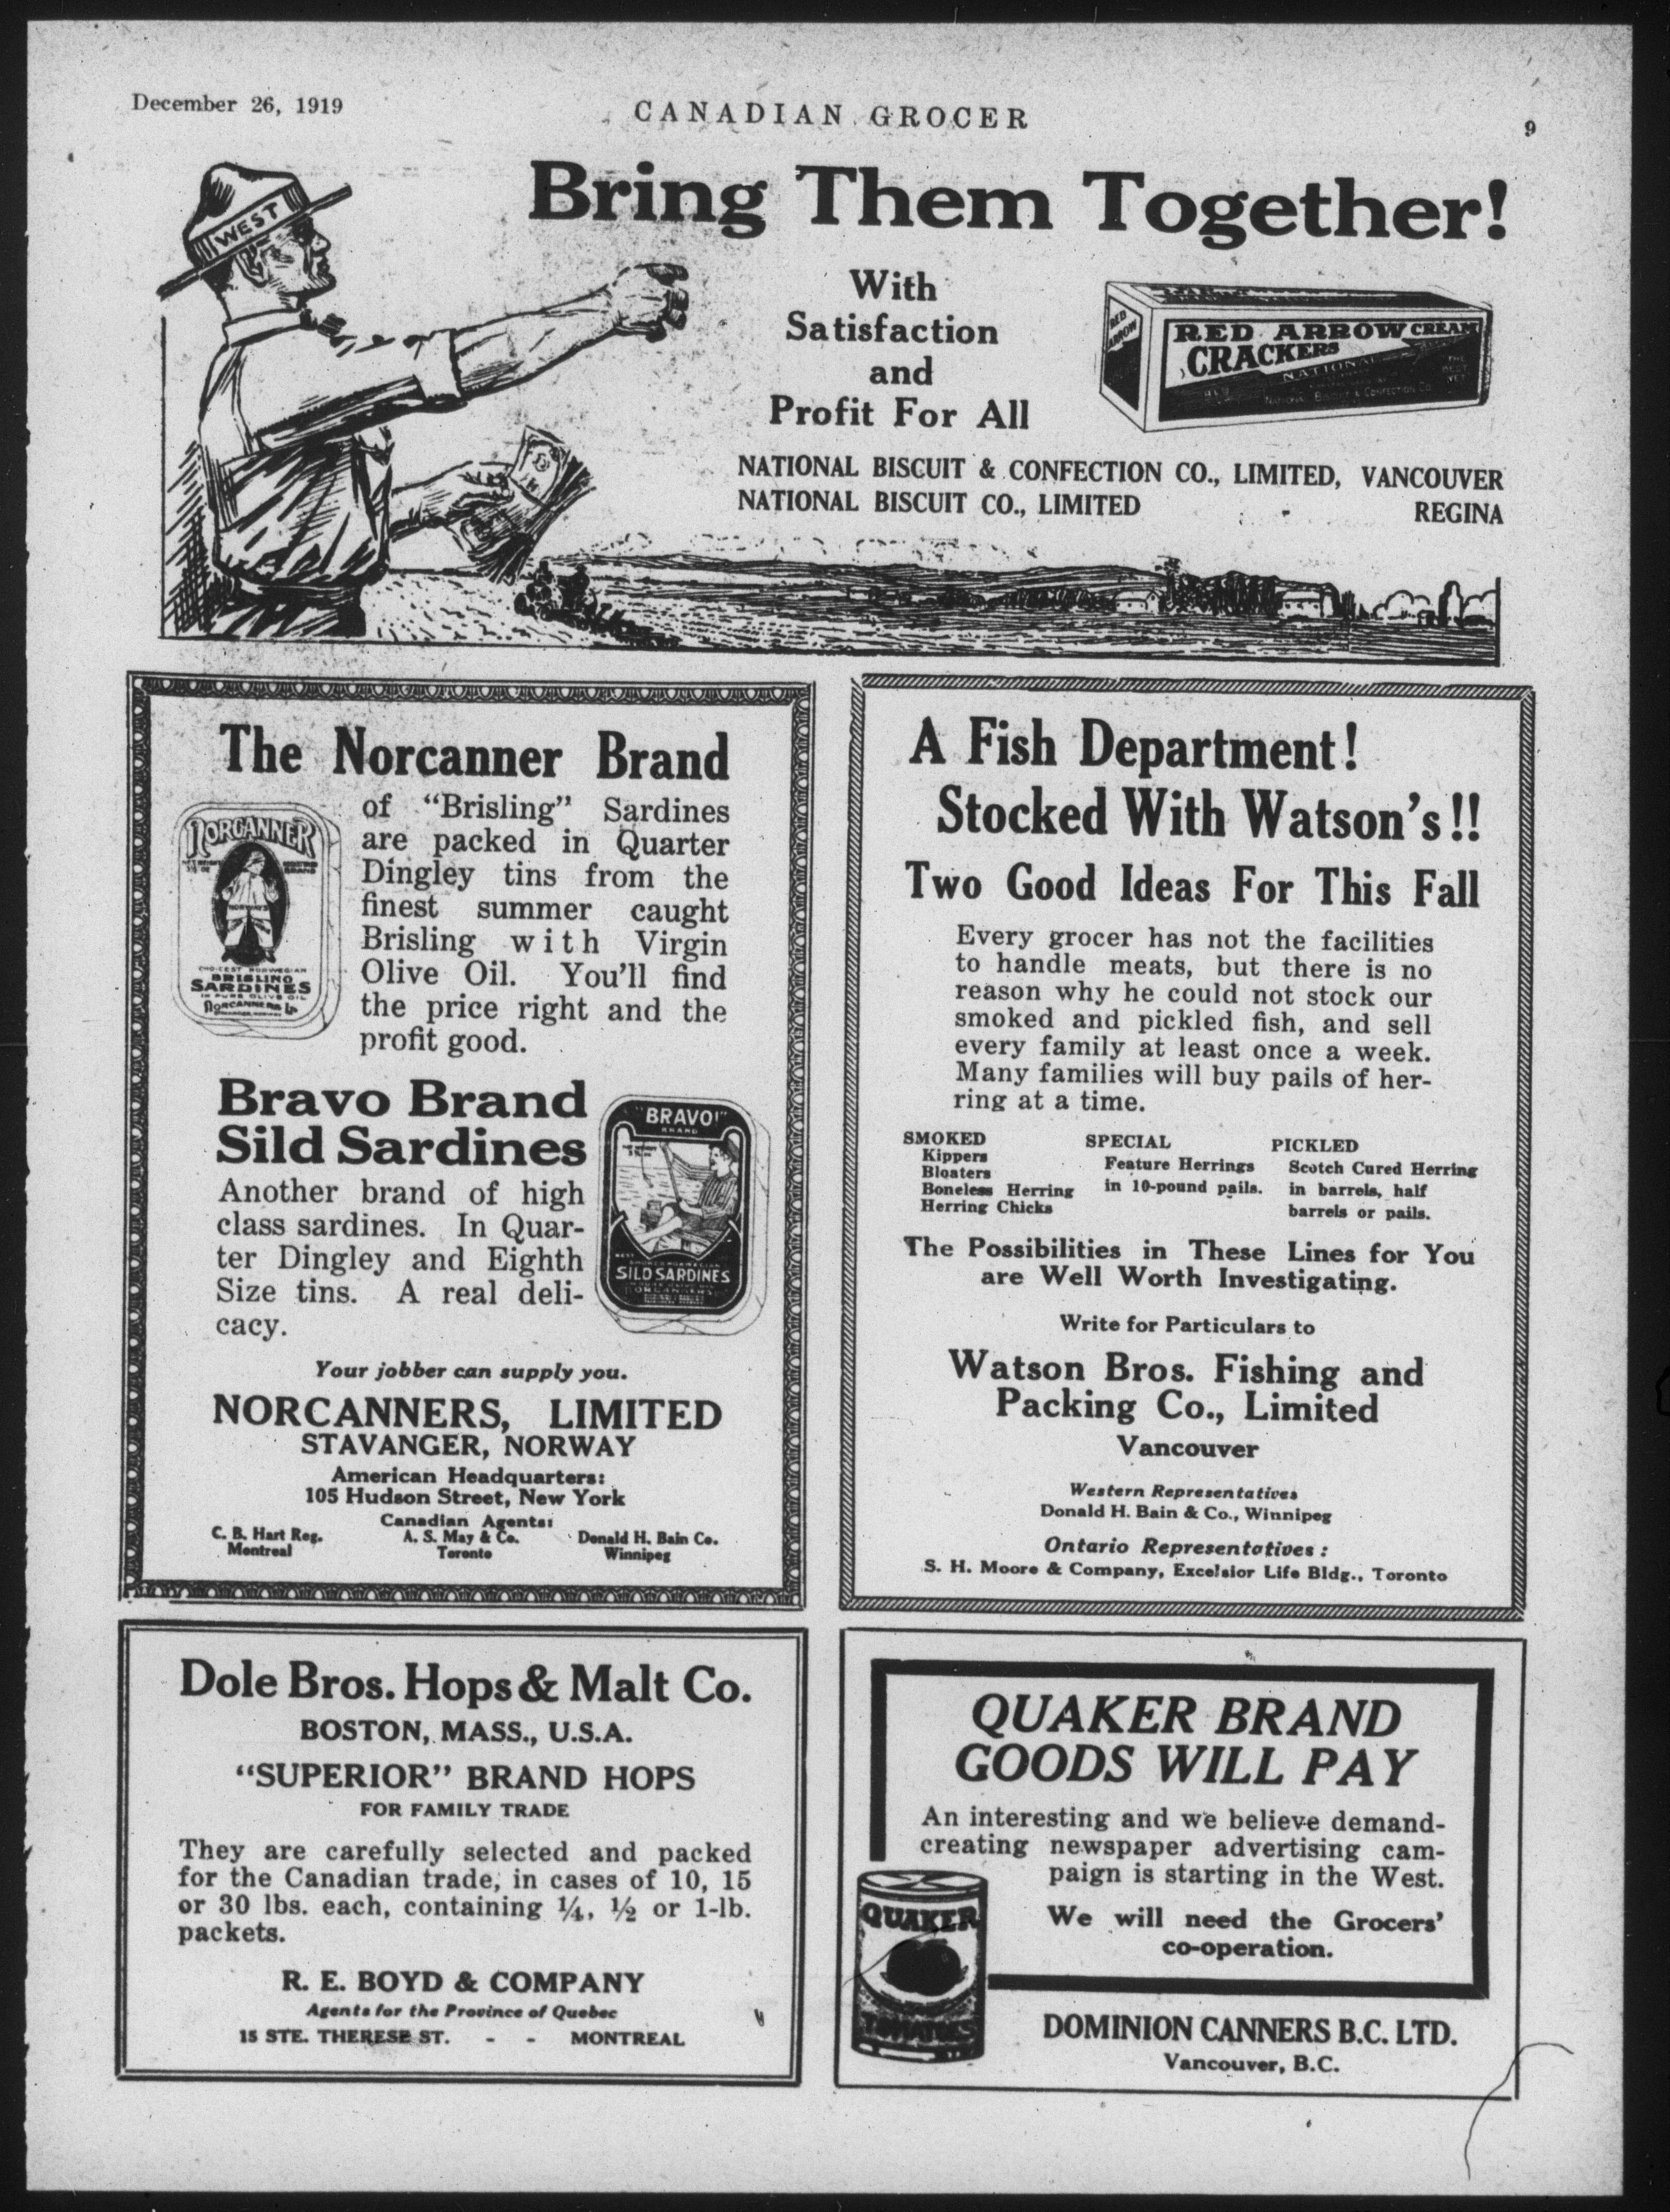 December 26, 1919
CANADIAN GROCER
9
Bring Them Together!
WEST
With
Satisfaction
and
Profit For All
RED ARROW
RED ARROW CREAM
CRACKERS
NATIONAL
THE
BEST
YET
NATIONAL BISCUIT & CONFECTION CO., LIMITED, VANCOUVER
NATIONAL BISCUIT CO., LIMITED REGINA
The Norcanner Brand
of "Brisling" Sardines
are packed in Quarter
Dingley tins from the
finest summer caught
Brisling with Virgin
Olive Oil. You'll find
the price right and the
profit good.
NORCANNER
CHOICEST NORWEGIAN
BRISLING
SARDINES
IN PURE OLIVE OIL
Bravo Brand
Sild Sardines
Another brand of high
class sardines. In Quar-
ter Dingley and Eighth
Size tins. A real deli-
cacy.
"BRAVO!"
BRAND
SILD SARDINES
Your jobber can supply you.
NORCANNERS, LIMITED
STAVANGER, NORWAY
American Headquarters:
105 Hudson Street, New York
Canadian Agents:
C. B. Hart Reg. A. S. May & Co. Donald H. Bain Co.
Montreal Toronto Winnipeg
A Fish Department!
Stocked With Watson's!!
Two Good Ideas For This Fall
Every grocer has not the facilities
to handle meats, but there is no
reason why he could not stock our
smoked and pickled fish, and sell
every family at least once a week.
Many families will buy pails of her-
ring at a time.
SMOKED
Kippers
Bloaters
Boneless Herring
Herring Chicks
SPECIAL
Feature Herrings
in 10-pound pails.
PICKLED
Scotch Cured Herring
in barrels, half
barrels or pails.
The Possibilities in These Lines for You
are Well Worth Investigating.
Write for Particulars to
Watson Bros. Fishing and
Packing Co., Limited
Vancouver
Western Representatives
Donald H. Bain & Co., Winnipeg
Ontario Representatives:
S. H. Moore & Company, Excelsior Life Bldg., Toronto
Dole Bros. Hops & Malt Co.
BOSTON, MASS., U.S.A.
"SUPERIOR" BRAND HOPS
FOR FAMILY TRADE
They are carefully selected and packed
for the Canadian trade, in cases of 10, 15
or 30 lbs. each, containing ¼, ½ or 1-lb.
packets.
R. E. BOYD & COMPANY
Agents for the Province of Quebec
15 STE. THERESE ST. - - MONTREAL
QUAKER BRAND
GOODS WILL PAY
An interesting and we believe demand-
creating newspaper advertising cam-
paign is starting in the West.
We will need the Grocers'
co-operation.
QUAKER
TOMATOES
DOMINION CANNERS B.C. LTD.
Vancouver, B.C.